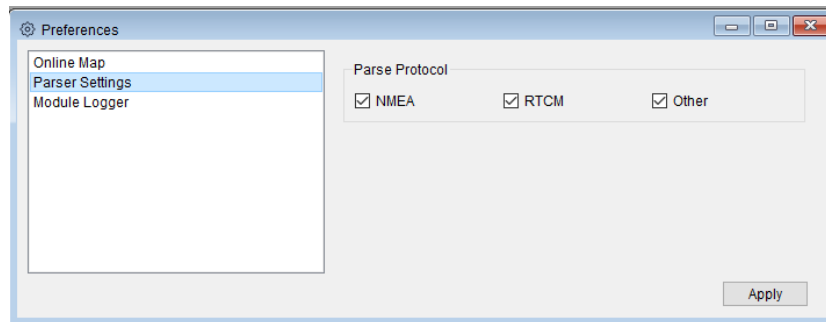 Preferences
Online Map
Parser Settings
Module Logger
Parse Protocol
NMEA RTCM Other
Apply